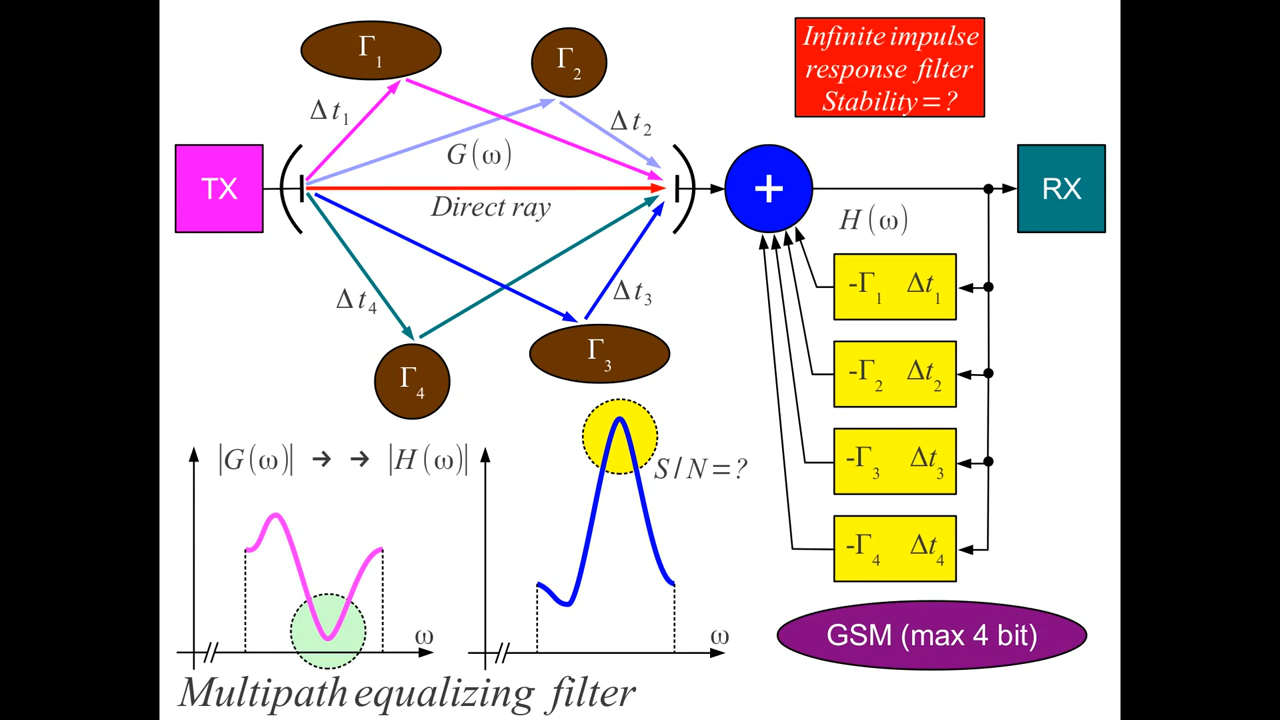 Infinite impulse
response filter
Stability = ?
Γ₁
Γ₂
Δt₁
Δt₂
G(ω)
TX
Direct ray
+
RX
H(ω)
-Γ₁ Δt₁
Δt₃
Δt₄
Γ₃
-Γ₂ Δt₂
Γ₄
-Γ₃ Δt₃
|G(ω)| → → |H(ω)|
S/N=?
-Γ₄ Δt₄
ω
ω
GSM (max 4 bit)
Multipath equalizing filter